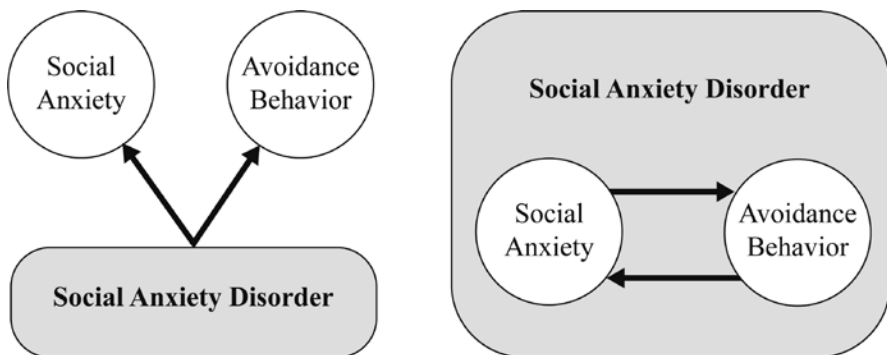 Social
Anxiety
Avoidance
Behavior
Social Anxiety Disorder
Social Anxiety Disorder
Social
Anxiety
Avoidance
Behavior